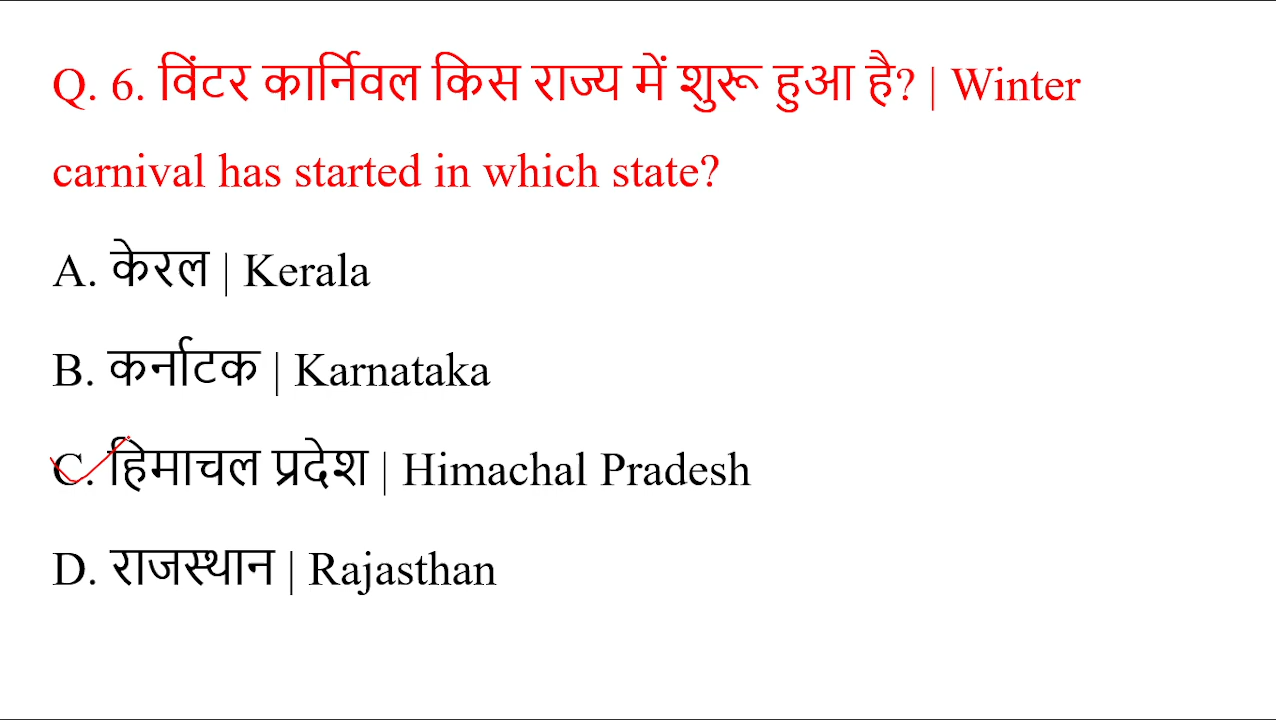 Q. 6. विंटर कार्निवल किस राज्य में शुरू हुआ है? | Winter
carnival has started in which state?
A. केरल | Kerala
B. कर्नाटक | Karnataka
C. हिमाचल प्रदेश | Himachal Pradesh
D. राजस्थान | Rajasthan